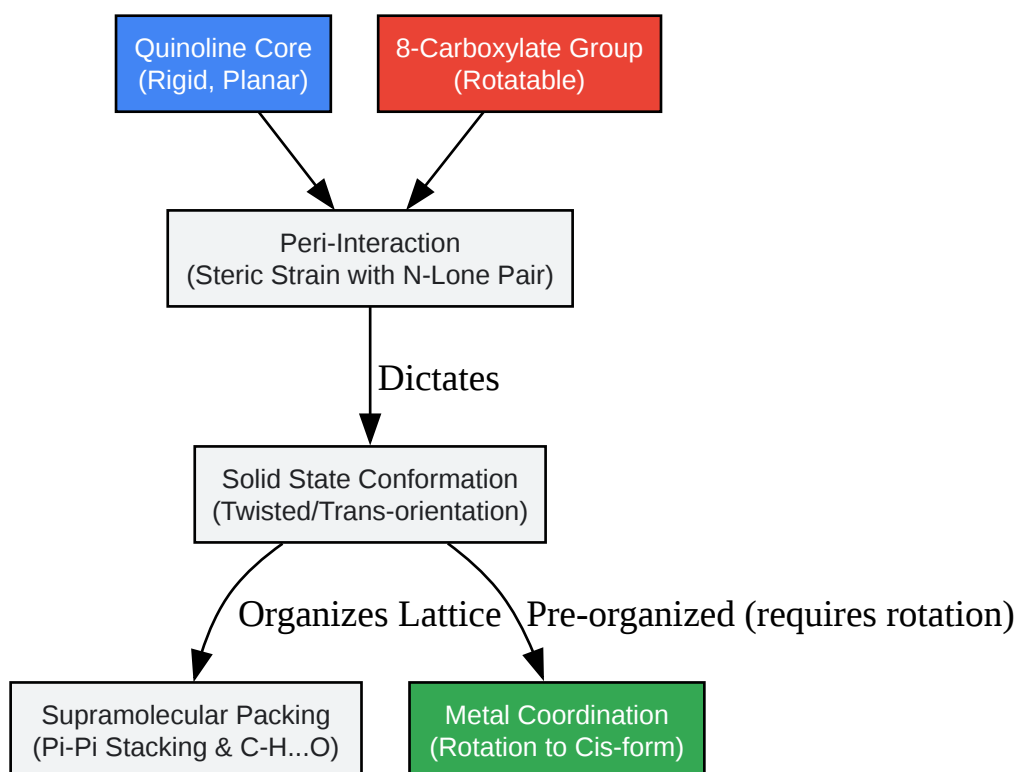 Quinoline Core
(Rigid, Planar)
8-Carboxylate Group
(Rotatable)
Peri-Interaction
(Steric Strain with N-Lone Pair)
Dictates
Solid State Conformation
(Twisted/Trans-orientation)
Organizes Lattice
Pre-organized (requires rotation)
Supramolecular Packing
(Pi-Pi Stacking & C-H...O)
Metal Coordination
(Rotation to Cis-form)